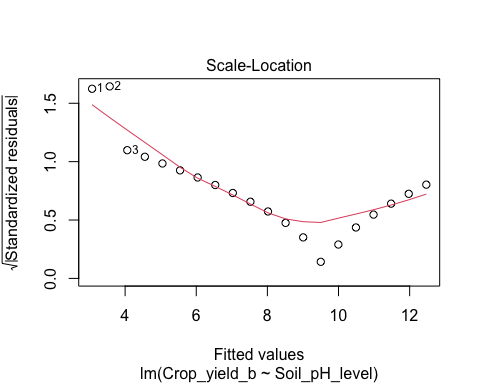 Scale-Location
√|Standardized residuals|
0.0 0.5 1.0 1.5
1 2
3
4 6 8 10 12
Fitted values
lm(Crop_yield_b ~ Soil_pH_level)